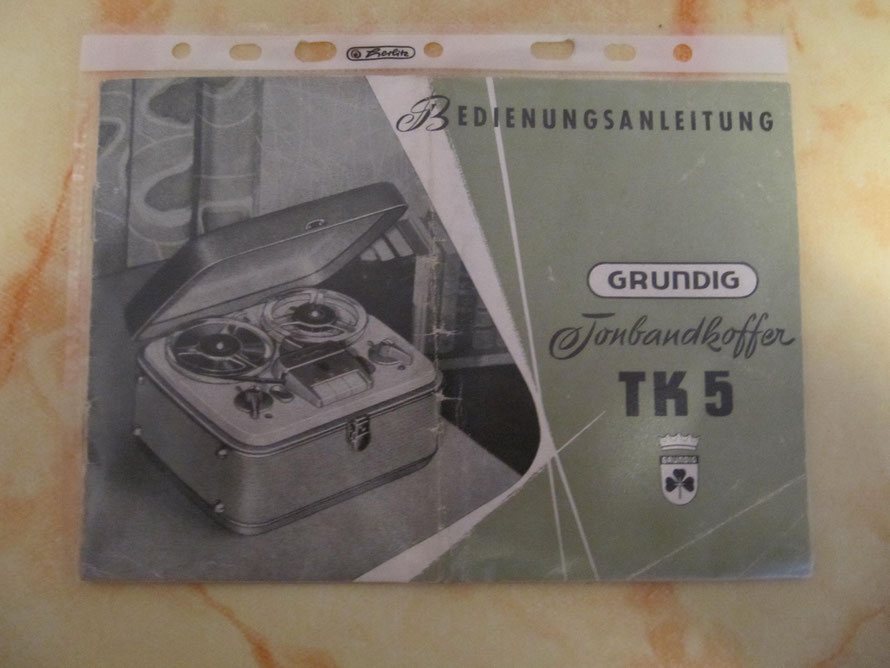 Herlitz
BEDIENUNGSANLEITUNG
GRUNDIG
Tonbandkoffer
TK 5
GRUNDIG